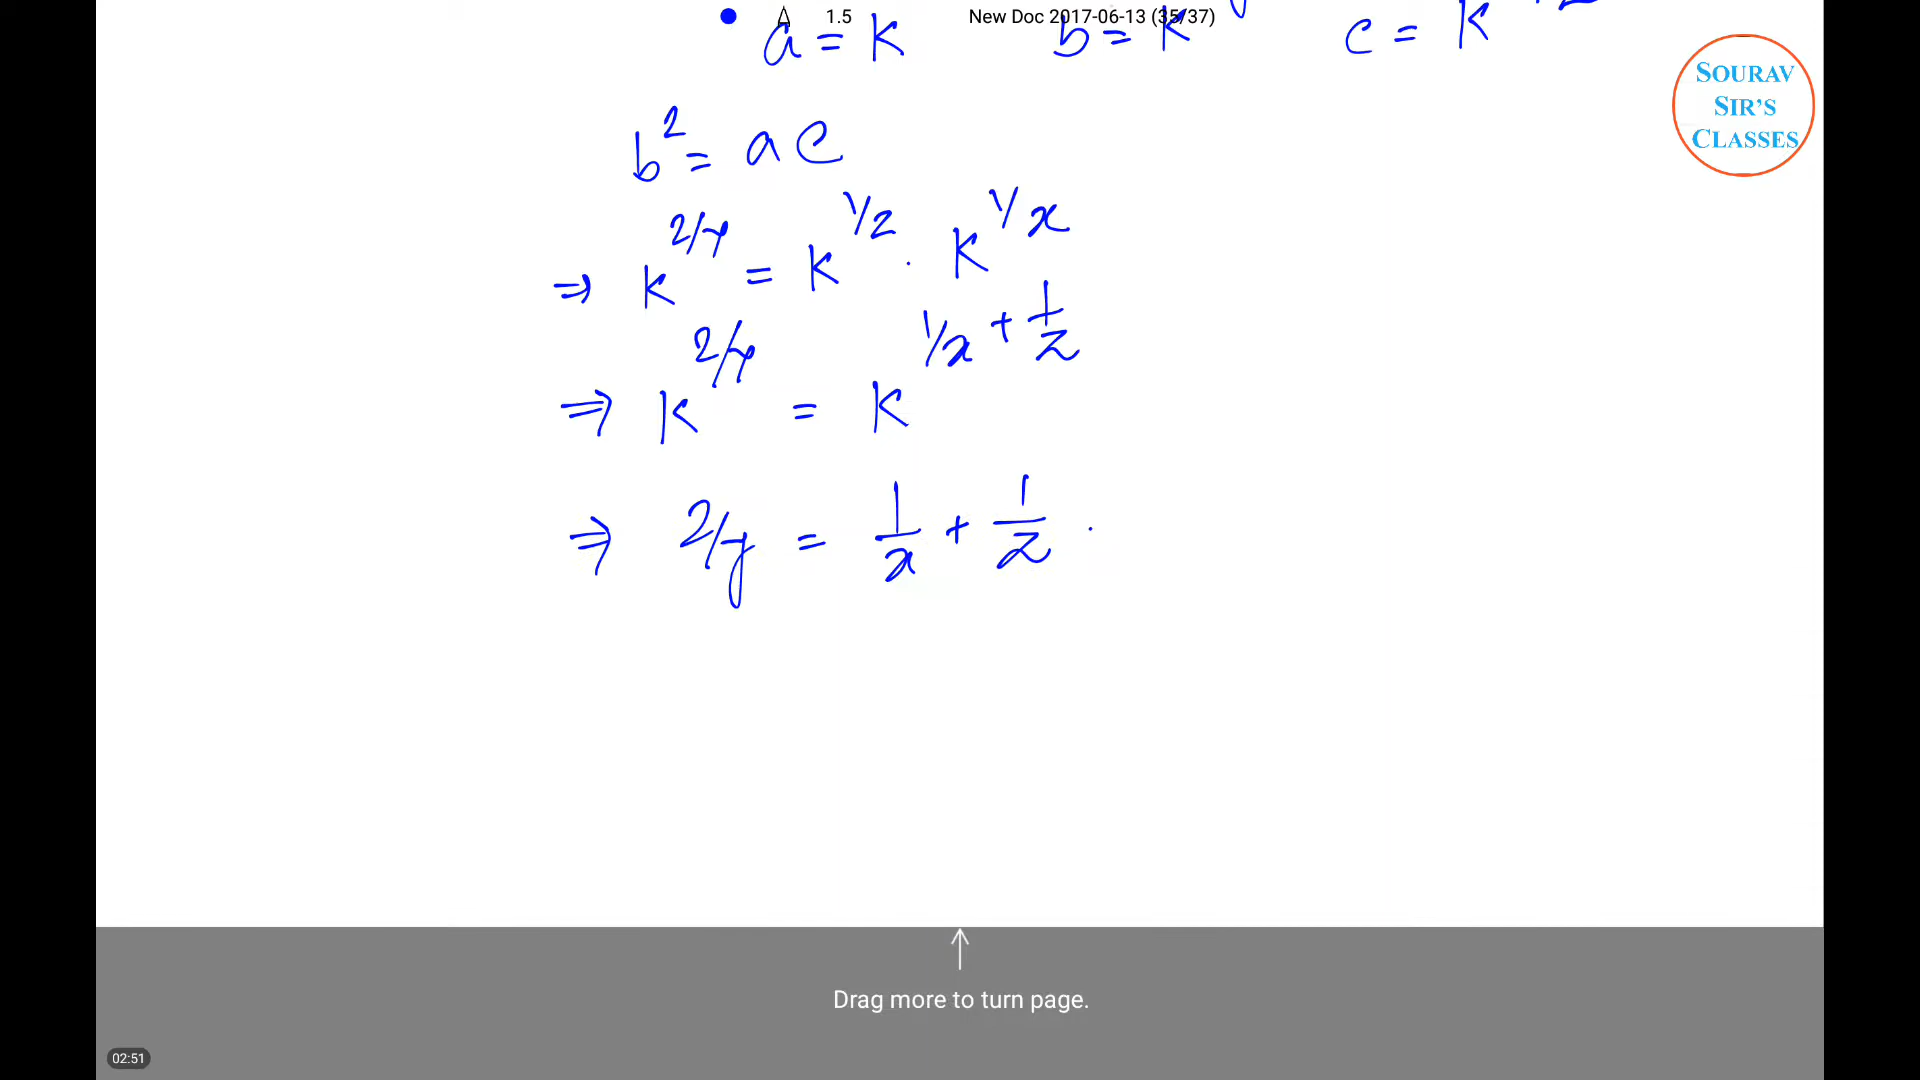 1.5 New Doc 2017-06-13 (35/37)
a = k b = k c = k
SOURAV
SIR'S
CLASSES
b² = ac
⇒ k^2/y = k^1/z . k^1/x
⇒ k^2/y = k^1/x + 1/z
⇒ 2/y = 1/x + 1/z .
Drag more to turn page.
02:51